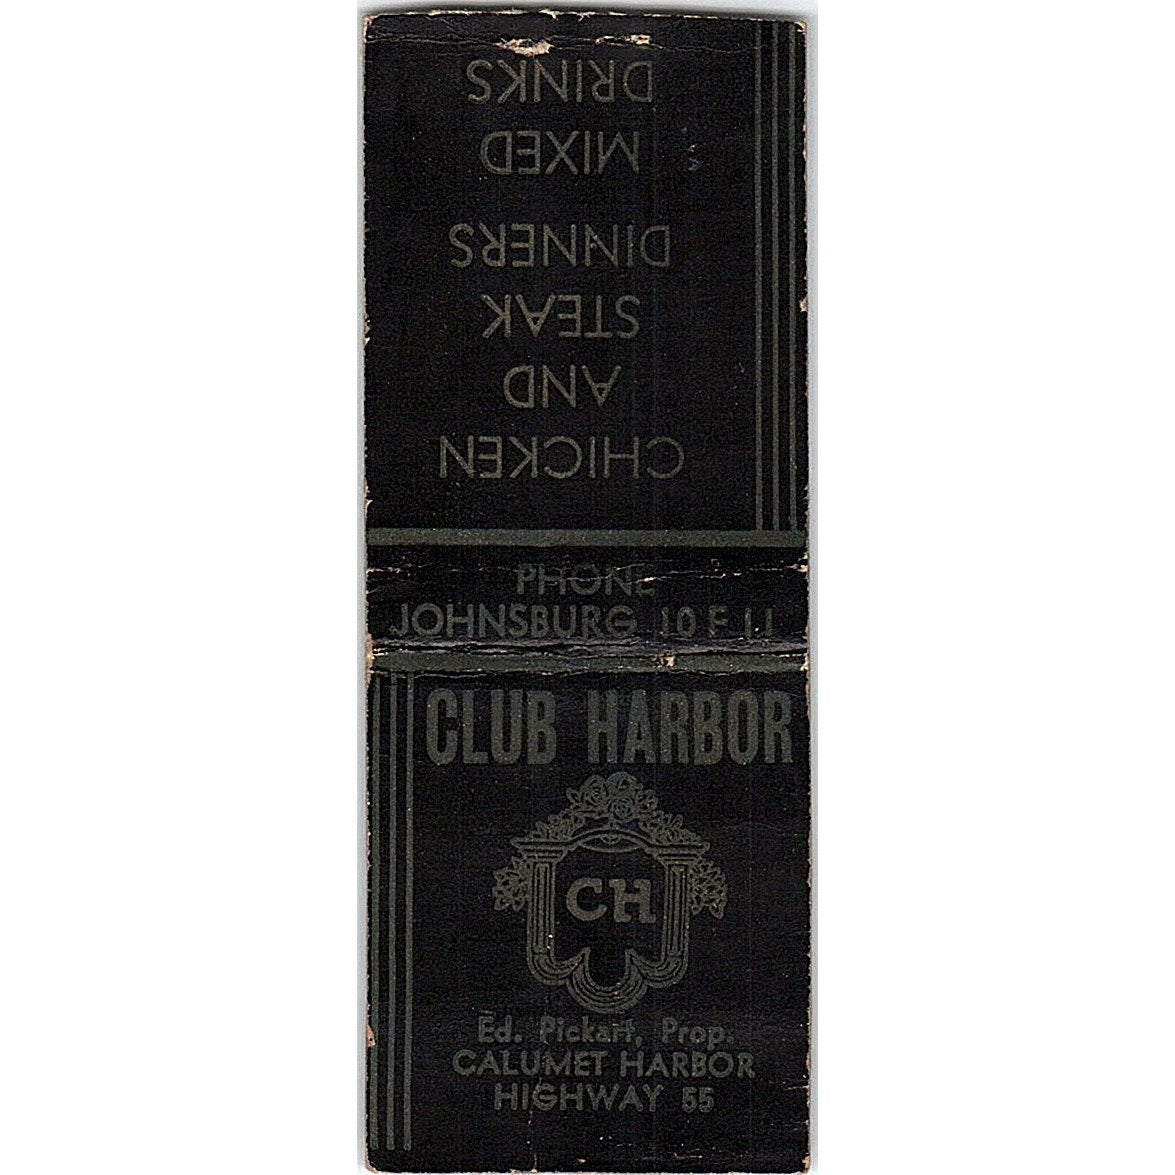 CHICKEN
AND
STEAK
DINNERS
MIXED
DRINKS
PHONE
JOHNSBURG 10 F 11
CLUB HARBOR
CH
Ed. Pickart, Prop.
CALUMET HARBOR
HIGHWAY 55